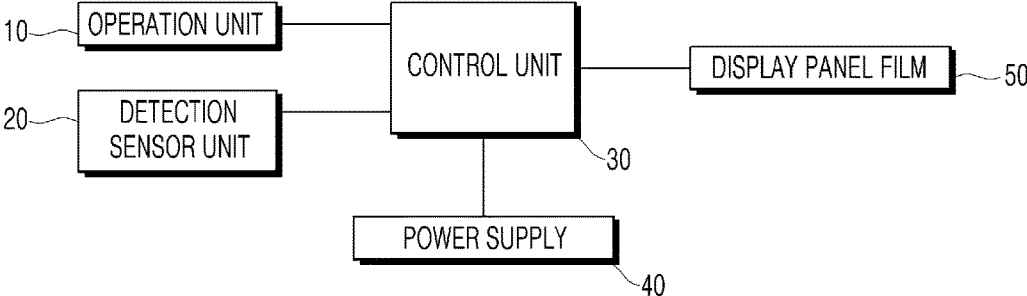 10
OPERATION UNIT
20
DETECTION
SENSOR UNIT
CONTROL UNIT
30
DISPLAY PANEL FILM
50
POWER SUPPLY
40